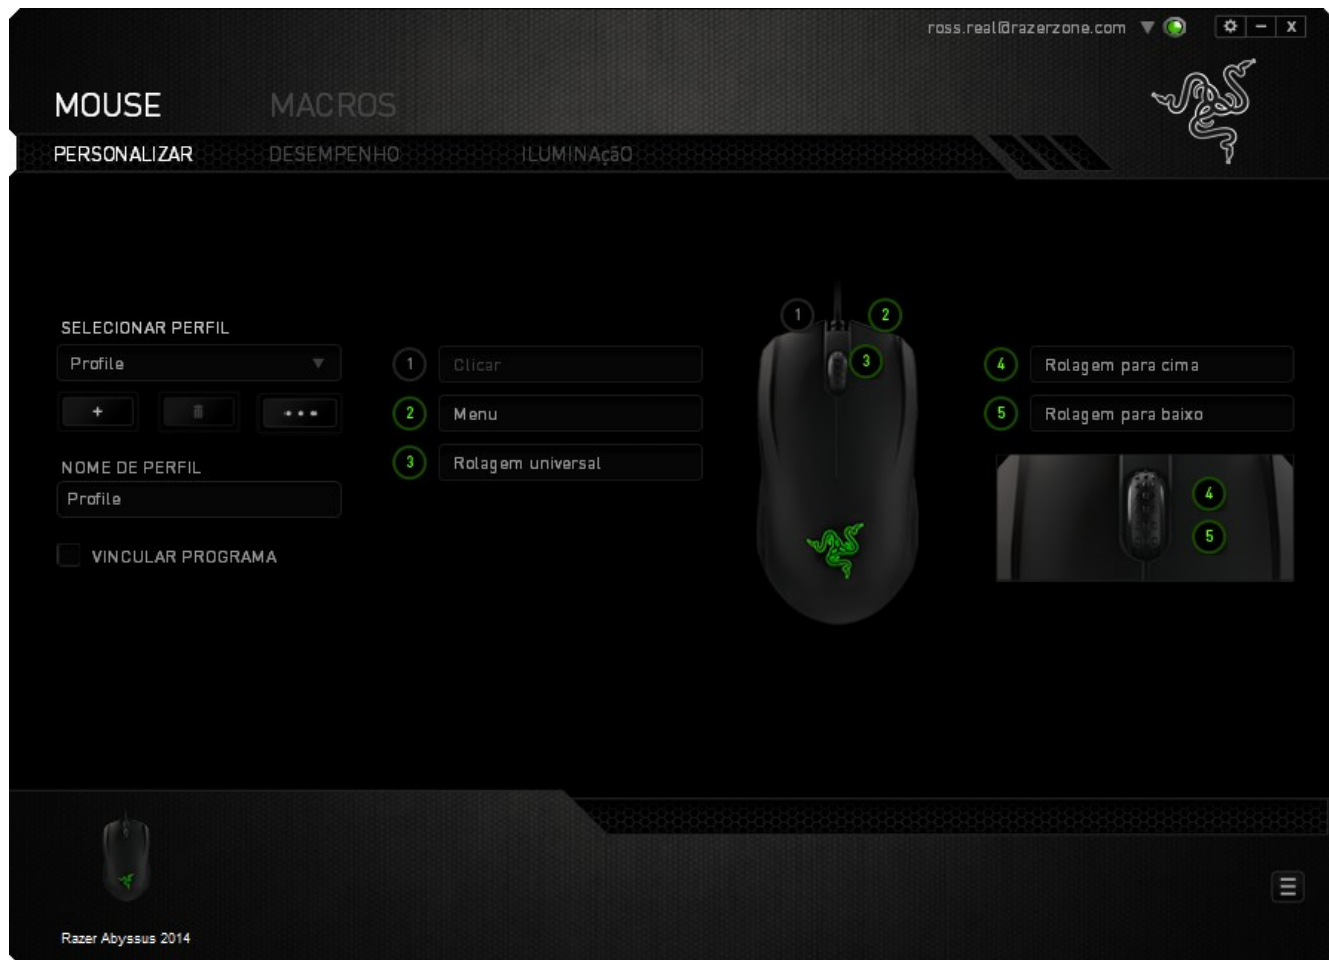 ross.real@razerzone.com
X
MOUSE MACROS
PERSONALIZAR DESEMPENHO ILUMINAçãO
SELECIONAR PERFIL
Profile
+
NOME DE PERFIL
Profile
VINCULAR PROGRAMA
1 Clicar
2 Menu
3 Rolagem universal
1
2
3
4 Rolagem para cima
5 Rolagem para baixo
4
5
Razer Abyssus 2014